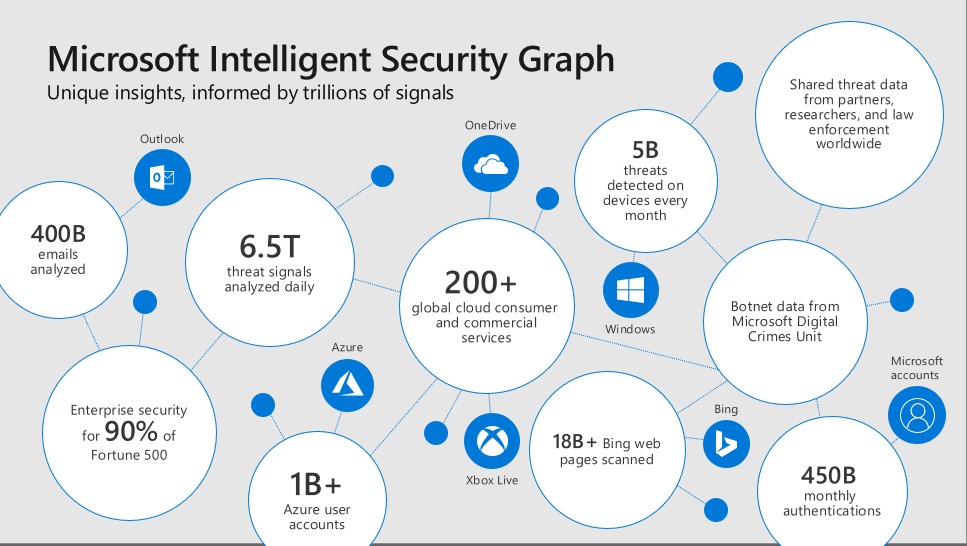 Microsoft Intelligent Security Graph
Unique insights, informed by trillions of signals
Outlook
400B
emails
analyzed
6.5T
threat signals
analyzed daily
OneDrive
200+
global cloud consumer
and commercial
services
5B
threats
detected on
devices every
month
Shared threat data
from partners,
researchers, and law
enforcement
worldwide
Windows
Botnet data from
Microsoft Digital
Crimes Unit
Enterprise security
for 90% of
Fortune 500
Azure
1B+
Azure user
accounts
Xbox Live
18B+ Bing web
pages scanned
Bing
Microsoft
accounts
450B
monthly
authentications